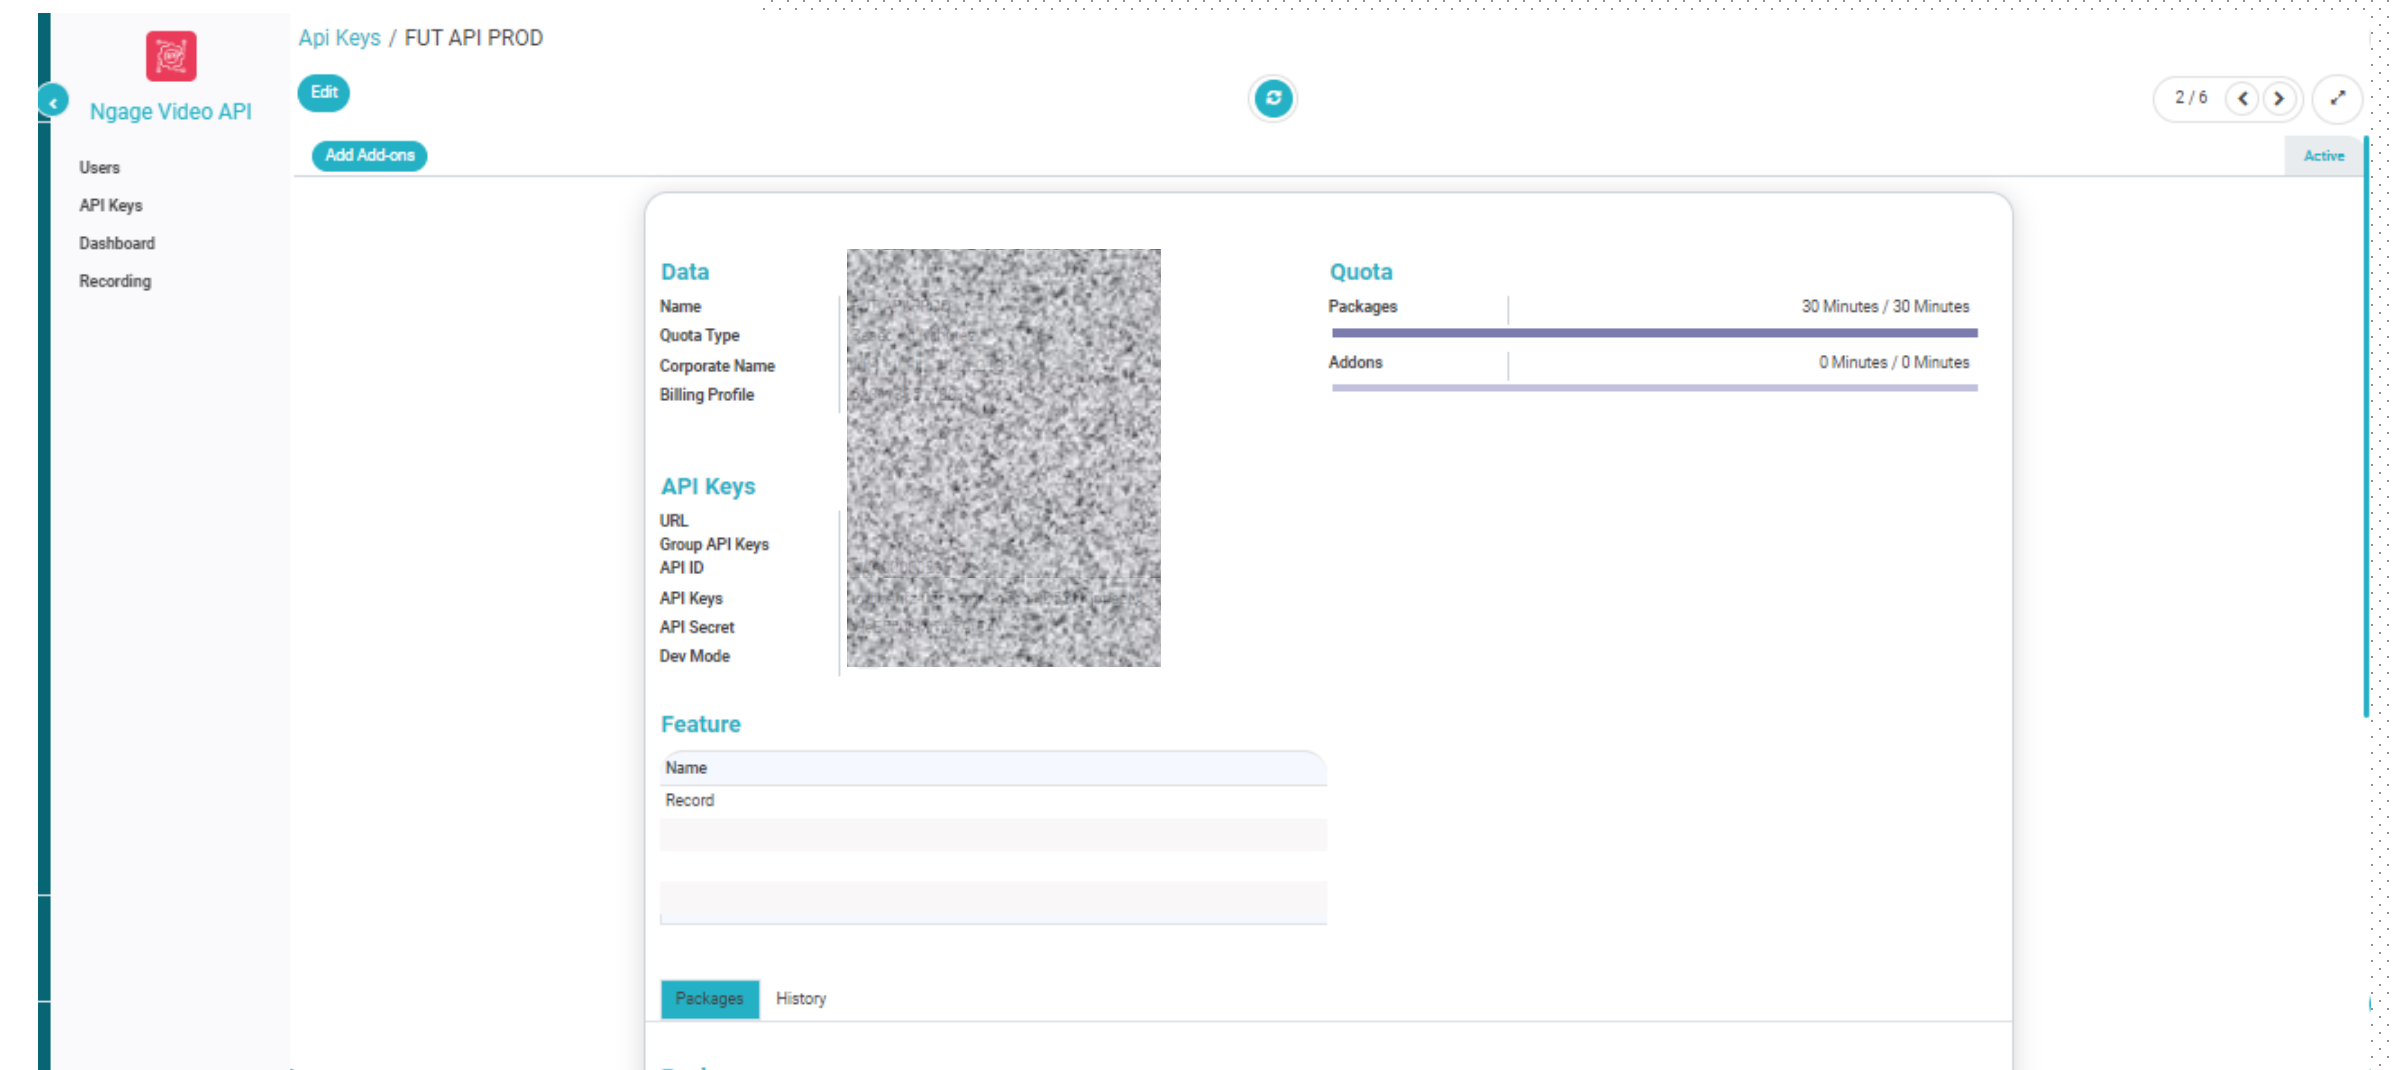 Api Keys / FUT API PROD
Ngage Video API
Edit
2 / 6
Add Add-ons
Active
Users
API Keys
Dashboard
Recording
Data
Name
Quota Type
Corporate Name
Billing Profile
Quota
Packages 30 Minutes / 30 Minutes
Addons 0 Minutes / 0 Minutes
API Keys
URL
Group API Keys
API ID
API Keys
API Secret
Dev Mode
Feature
Name
Record
Packages History